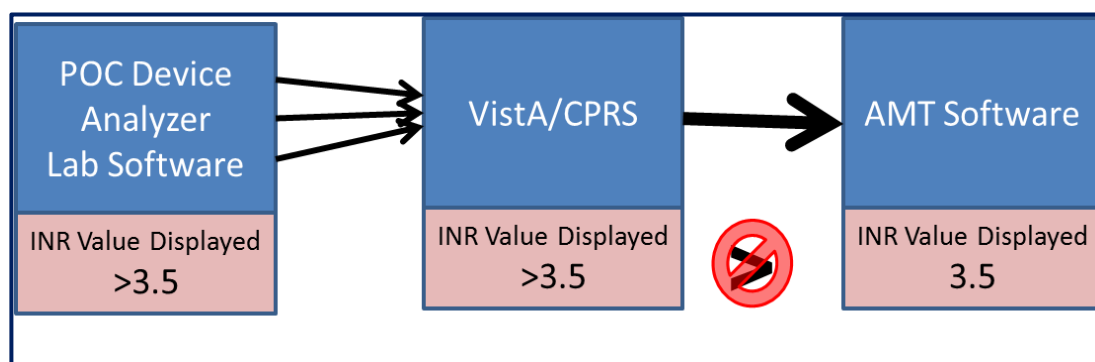 POC Device
Analyzer
Lab Software
INR Value Displayed
>3.5
VistA/CPRS
INR Value Displayed
>3.5
>
AMT Software
INR Value Displayed
3.5